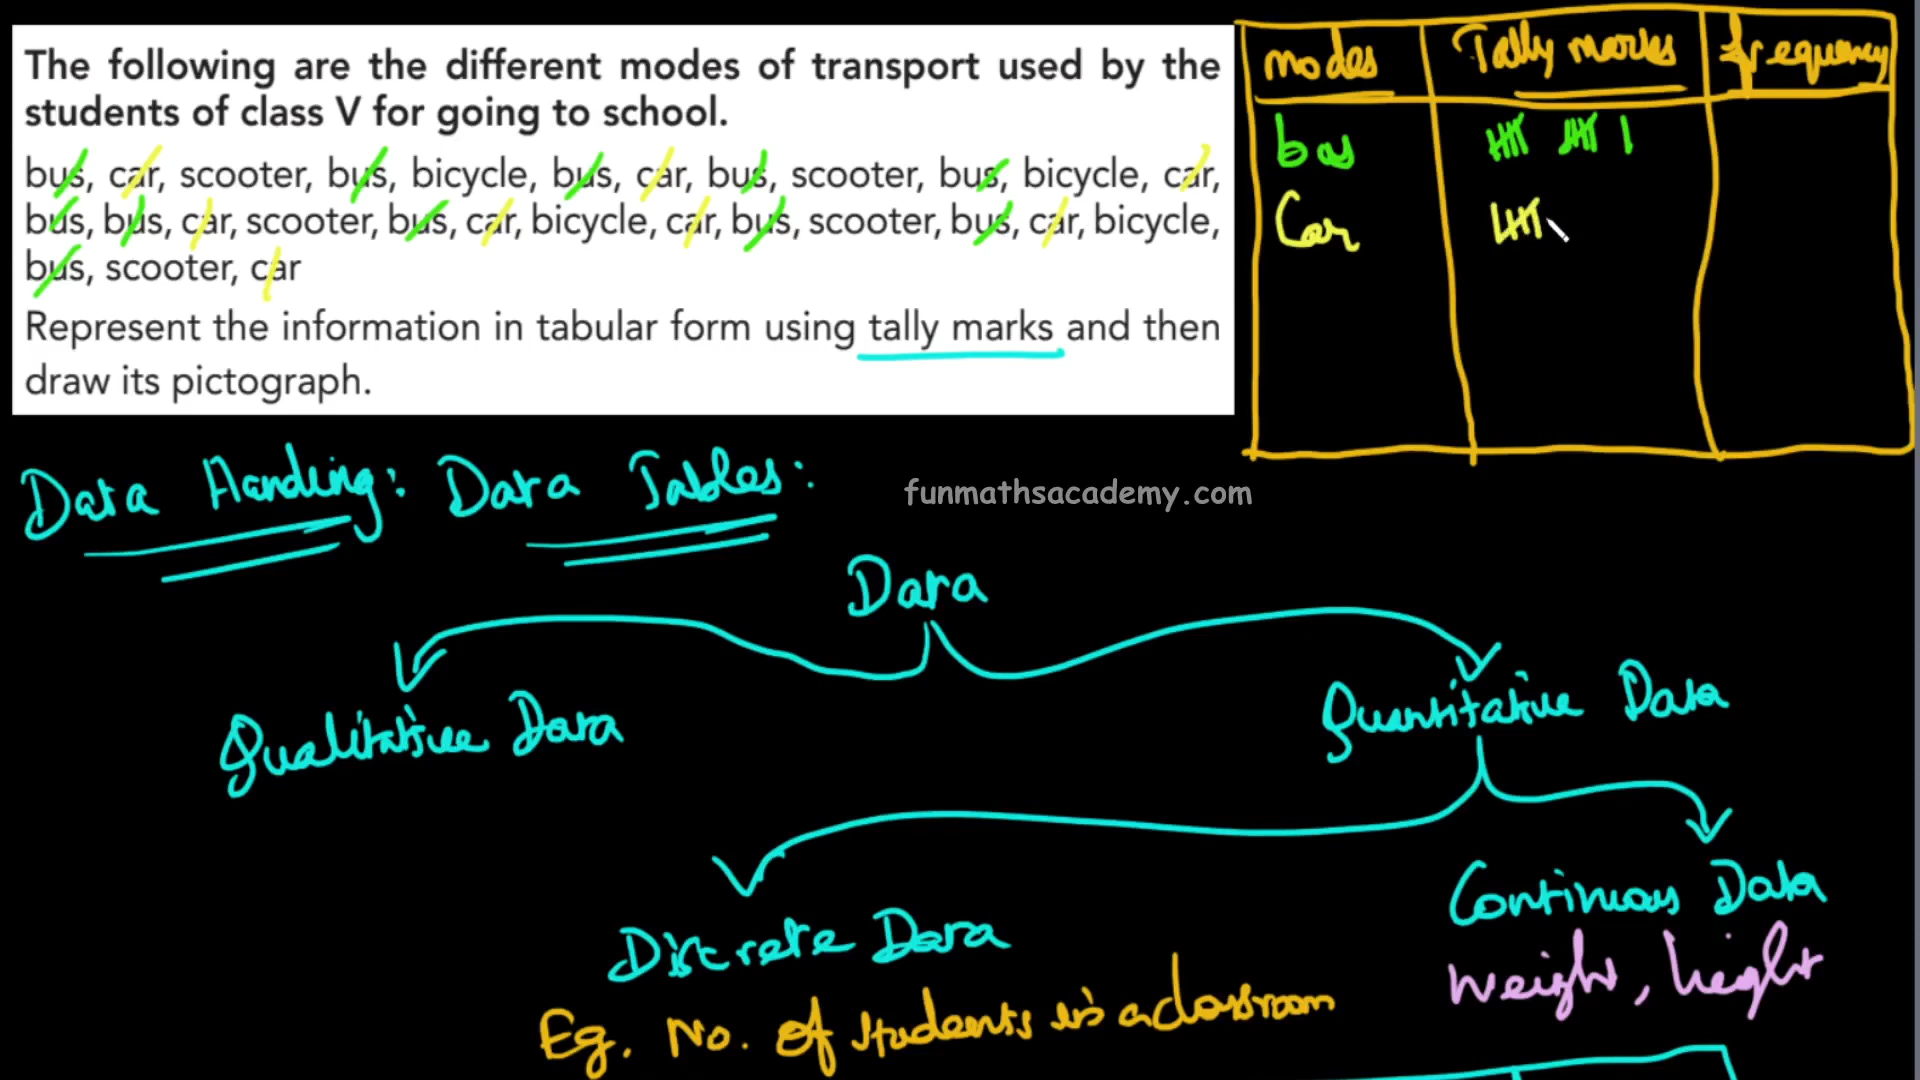 The following are the different modes of transport used by the
students of class V for going to school.
bus, car, scooter, bus, bicycle, bus, car, bus, scooter, bus, bicycle, car,
bus, bus, car, scooter, bus, car, bicycle, car, bus, scooter, bus, car, bicycle,
bus, scooter, car
Represent the information in tabular form using tally marks and then
draw its pictograph.
modes Tally marks frequency
bus
Car
Data Handling: Data Tables:
funmathsacademy.com
Data
Qualitative Data
Quantitative Data
Discrete Data
Continuous Data
Eg. No. of students in a classroom
weight, height